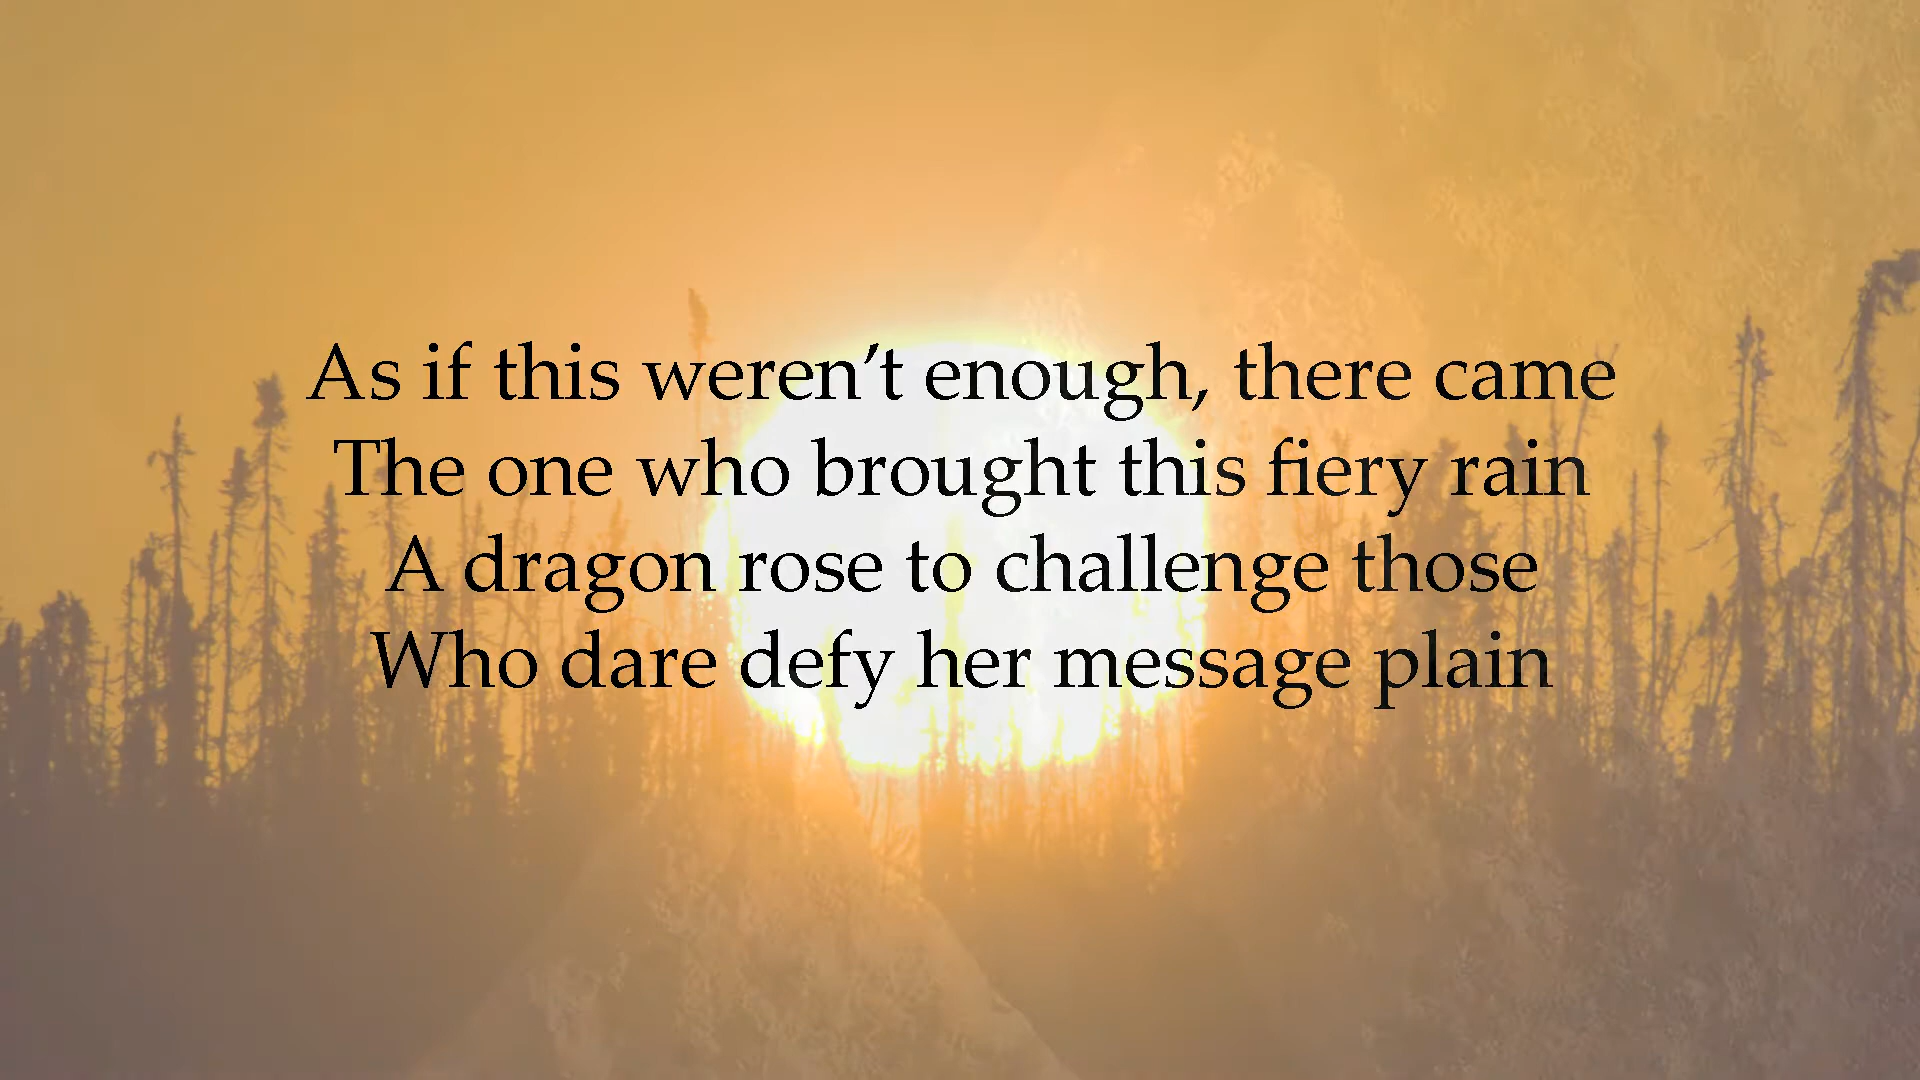 As if this weren’t enough, there came
The one who brought this fiery rain
A dragon rose to challenge those
Who dare defy her message plain